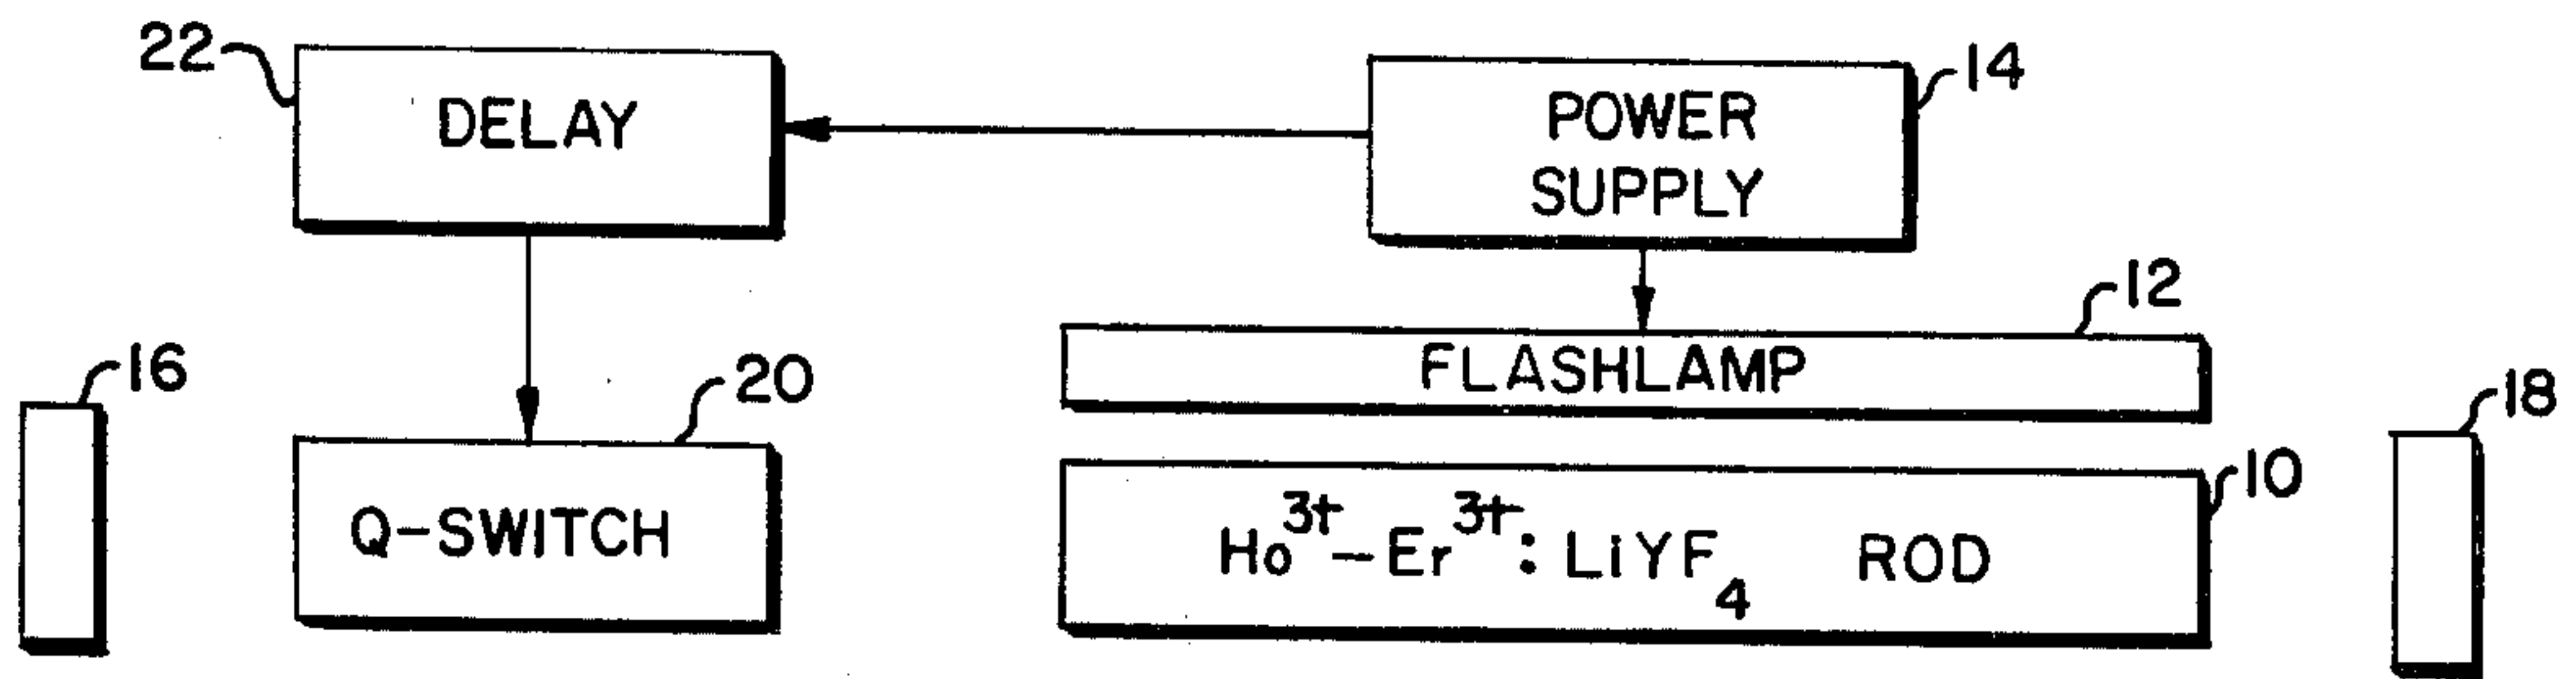 22
DELAY
POWER
SUPPLY
14
12
FLASHLAMP
16
20
Q-SWITCH
18
10
Ho³⁺–Er³⁺: LiYF₄ ROD